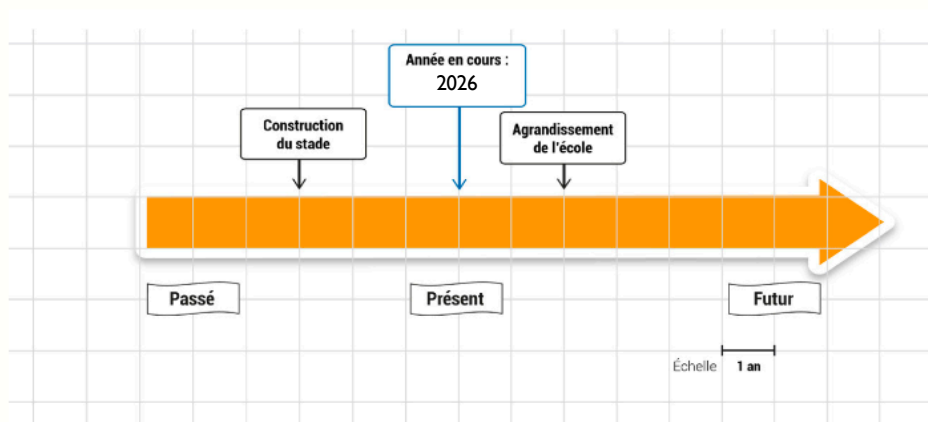 Année en cours :
2026
Construction
du stade
Agrandissement
de l'école
Passé
Présent
Futur
Échelle
1 an